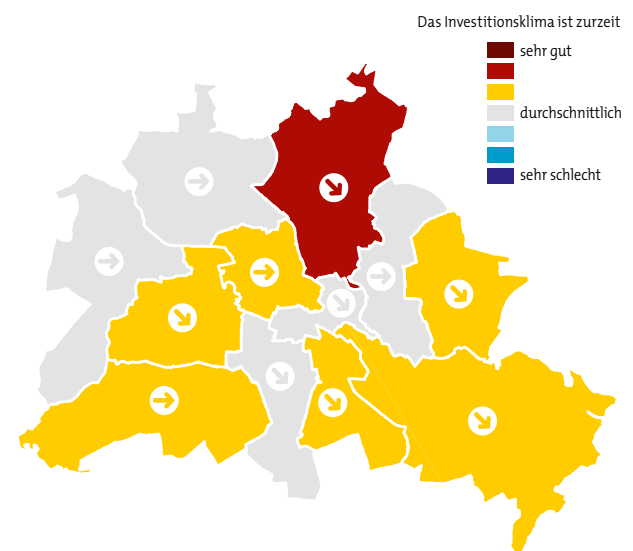 Das Investitionsklima ist zurzeit
sehr gut
durchschnittlich
sehr schlecht